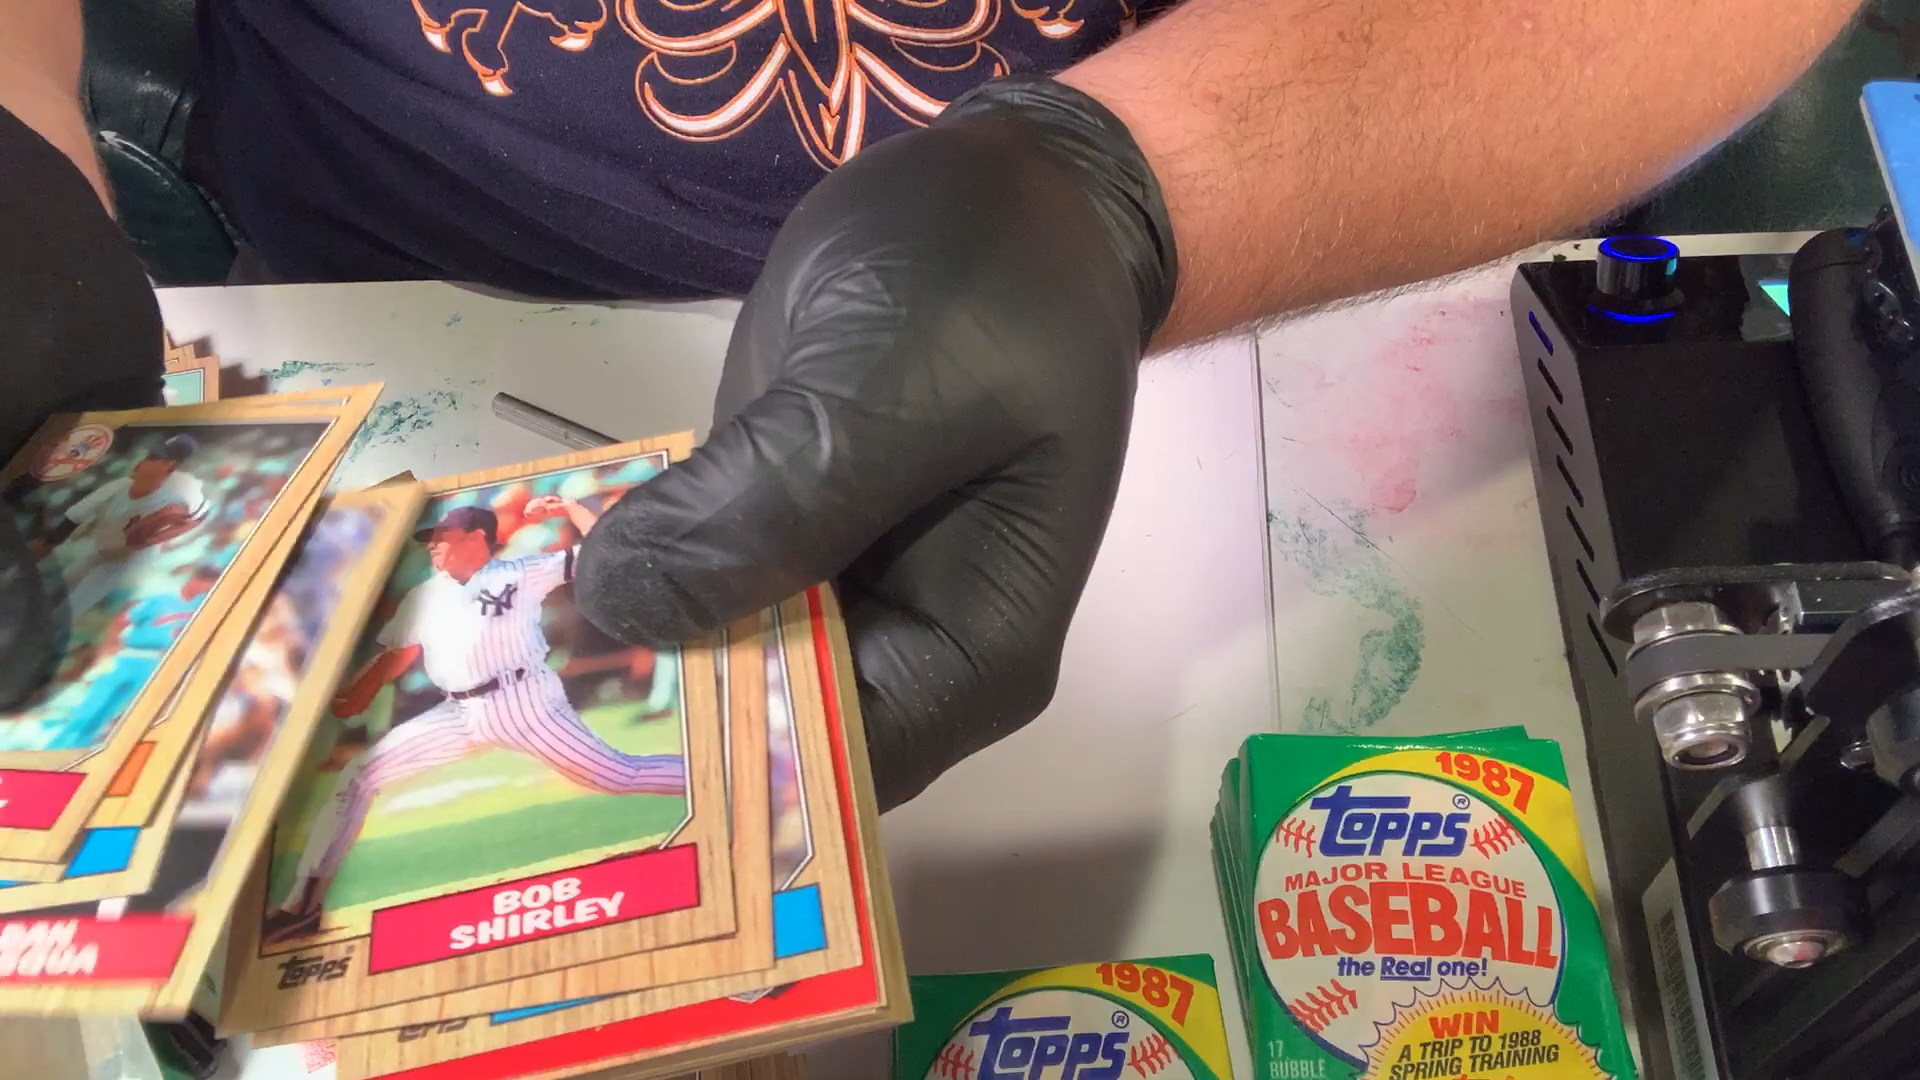 BOB
SHIRLEY
Topps
NY
1987
Topps®
MAJOR LEAGUE
BASEBALL
the Real one!
WIN
A TRIP TO 1988
SPRING TRAINING
17
BUBBLE
1987
Topps®